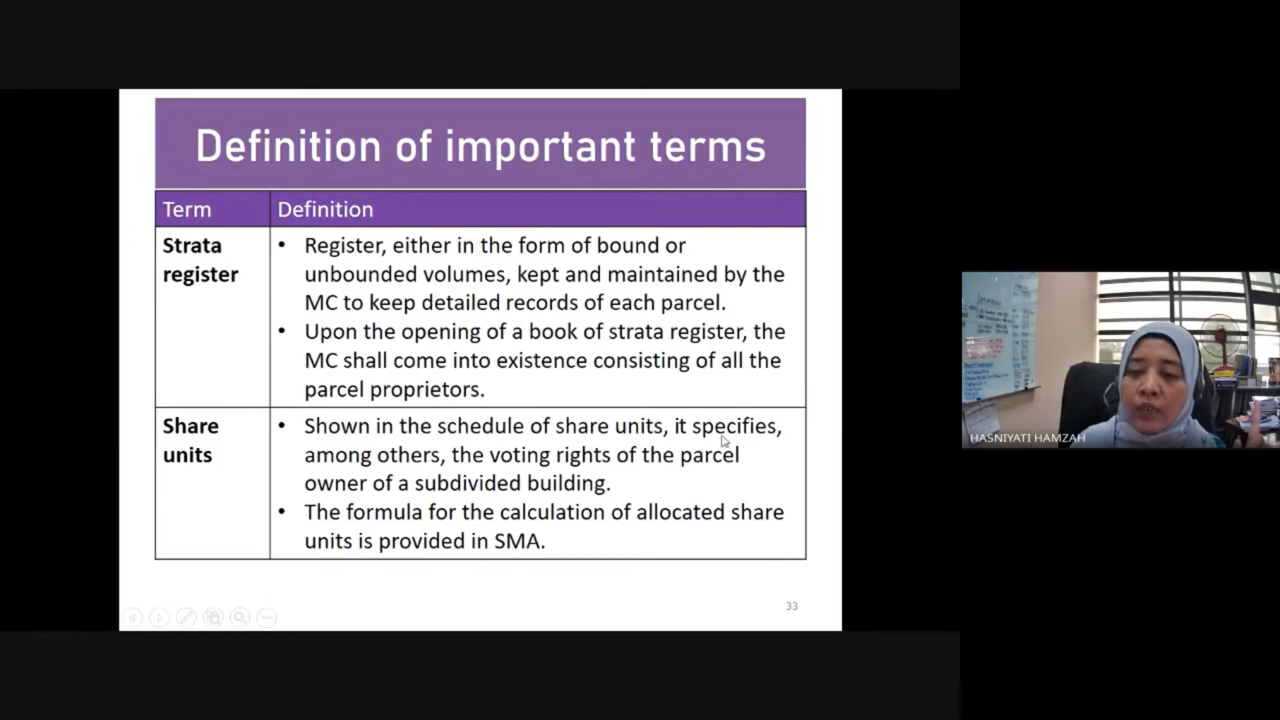 Definition of important terms
Term
Definition
Strata
register
• Register, either in the form of bound or
unbounded volumes, kept and maintained by the
MC to keep detailed records of each parcel.
• Upon the opening of a book of strata register, the
MC shall come into existence consisting of all the
parcel proprietors.
Share
units
• Shown in the schedule of share units, it specifies,
among others, the voting rights of the parcel
owner of a subdivided building.
• The formula for the calculation of allocated share
units is provided in SMA.
33
HASNIYATI HAMZAH